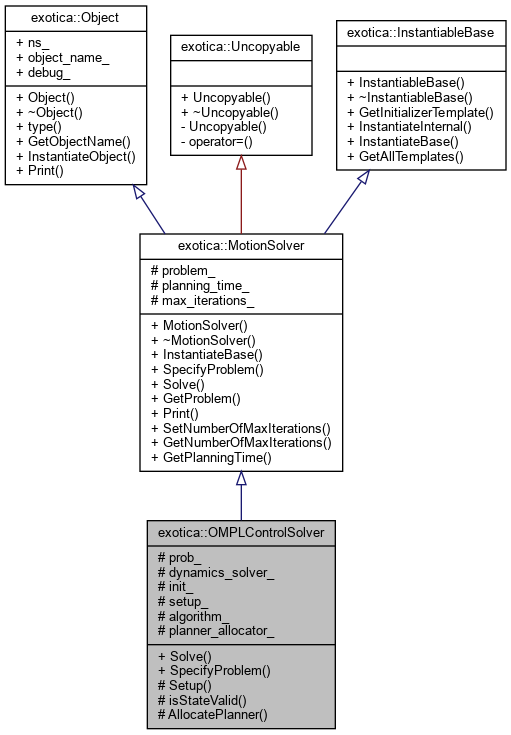 exotica::Object
+ ns_
+ object_name_
+ debug_
+ Object()
+ ~Object()
+ type()
+ GetObjectName()
+ InstantiateObject()
+ Print()
exotica::Uncopyable
+ Uncopyable()
+ ~Uncopyable()
- Uncopyable()
- operator=()
exotica::InstantiableBase
+ InstantiableBase()
+ ~InstantiableBase()
+ GetInitializerTemplate()
+ InstantiateInternal()
+ InstantiateBase()
+ GetAllTemplates()
exotica::MotionSolver
# problem_
# planning_time_
# max_iterations_
+ MotionSolver()
+ ~MotionSolver()
+ InstantiateBase()
+ SpecifyProblem()
+ Solve()
+ GetProblem()
+ Print()
+ SetNumberOfMaxIterations()
+ GetNumberOfMaxIterations()
+ GetPlanningTime()
exotica::OMPLControlSolver
# prob_
# dynamics_solver_
# init_
# setup_
# algorithm_
# planner_allocator_
+ Solve()
+ SpecifyProblem()
# Setup()
# isStateValid()
# AllocatePlanner()